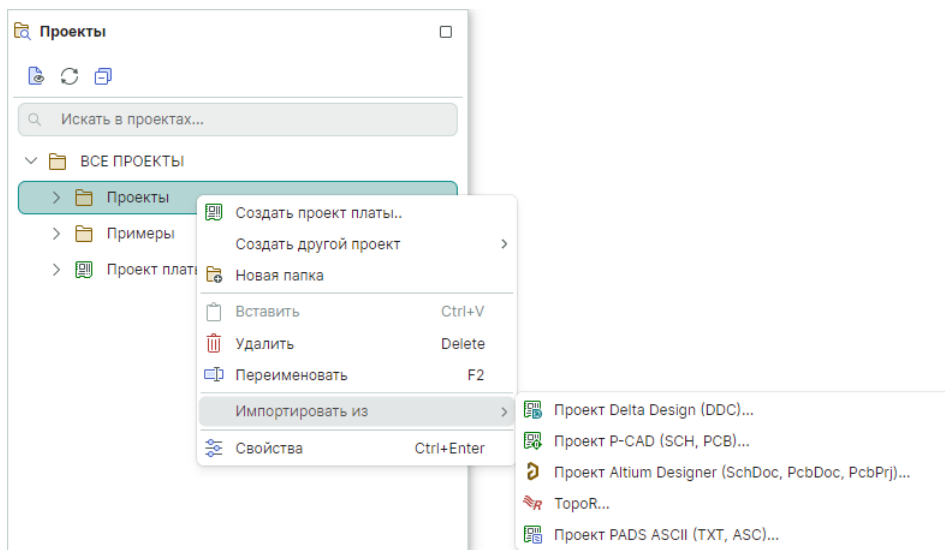 Проекты
Искать в проектах...
ВСЕ ПРОЕКТЫ
Проекты
Примеры
Проект плат
Создать проект платы..
Создать другой проект
Новая папка
Вставить Ctrl+V
Удалить Delete
Переименовать F2
Импортировать из
Свойства Ctrl+Enter
Проект Delta Design (DDC)...
Проект P-CAD (SCH, PCB)...
Проект Altium Designer (SchDoc, PcbDoc, PcbPrj)...
TopoR...
Проект PADS ASCII (TXT, ASC)...